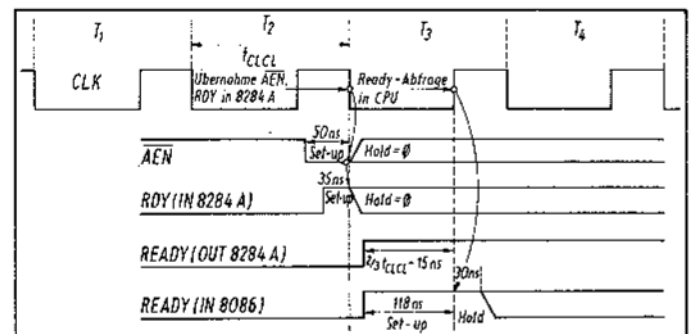 T1 T2 T3 T4
tCLCL
CLK
Übernahme A̅E̅N̅,
RDY in 8284 A
Ready-Abfrage
in CPU
50ns
A̅E̅N̅
Set-up
Hold=Ø
35ns
RDY (IN 8284 A)
Set-up
Hold=Ø
READY (OUT 8284 A)
2/3 tCLCL - 15 ns
30ns
READY (IN 8086)
118 ns
Set-up
Hold